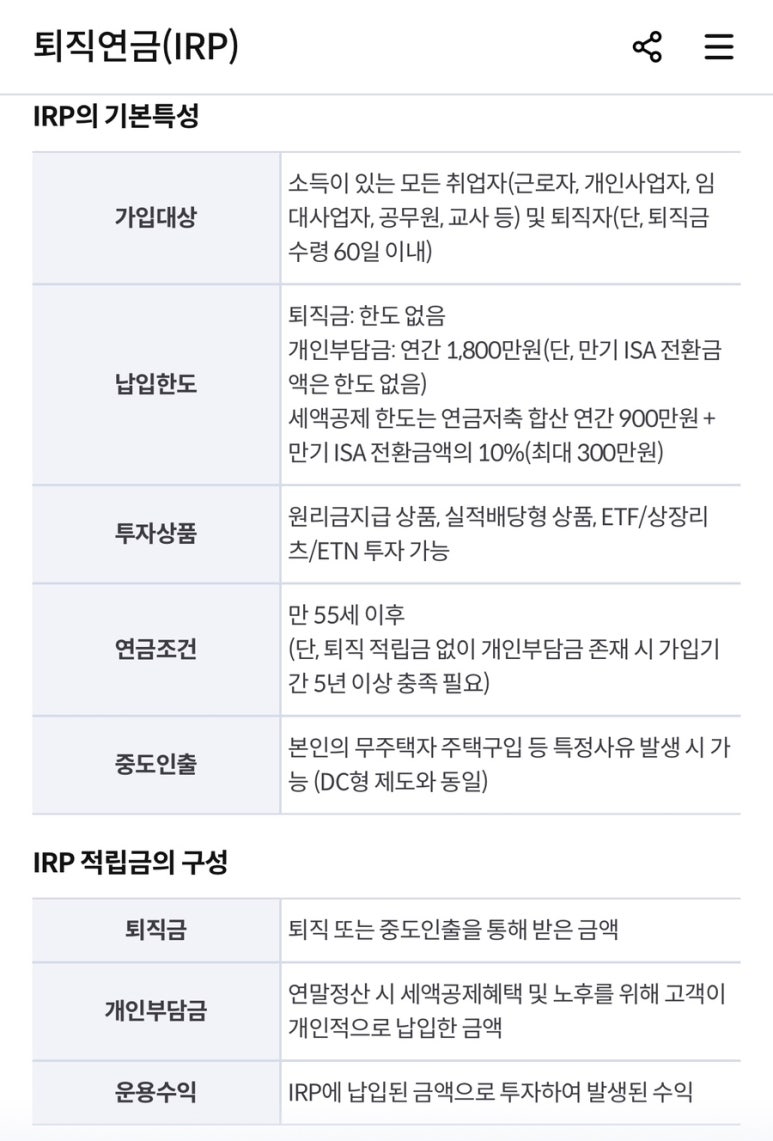 퇴직연금(IRP)
IRP의 기본특성
가입대상
소득이 있는 모든 취업자(근로자, 개인사업자, 임
대사업자, 공무원, 교사 등) 및 퇴직자(단, 퇴직금
수령 60일 이내)
납입한도
퇴직금: 한도 없음
개인부담금: 연간 1,800만원(단, 만기 ISA 전환금
액은 한도 없음)
세액공제 한도는 연금저축 합산 연간 900만원 +
만기 ISA 전환금액의 10%(최대 300만원)
투자상품
원리금지급 상품, 실적배당형 상품, ETF/상장리
츠/ETN 투자 가능
연금조건
만 55세 이후
(단, 퇴직 적립금 없이 개인부담금 존재 시 가입기
간 5년 이상 충족 필요)
중도인출
본인의 무주택자 주택구입 등 특정사유 발생 시 가
능 (DC형 제도와 동일)
IRP 적립금의 구성
퇴직금
퇴직 또는 중도인출을 통해 받은 금액
개인부담금
연말정산 시 세액공제혜택 및 노후를 위해 고객이
개인적으로 납입한 금액
운용수익
IRP에 납입된 금액으로 투자하여 발생된 수익